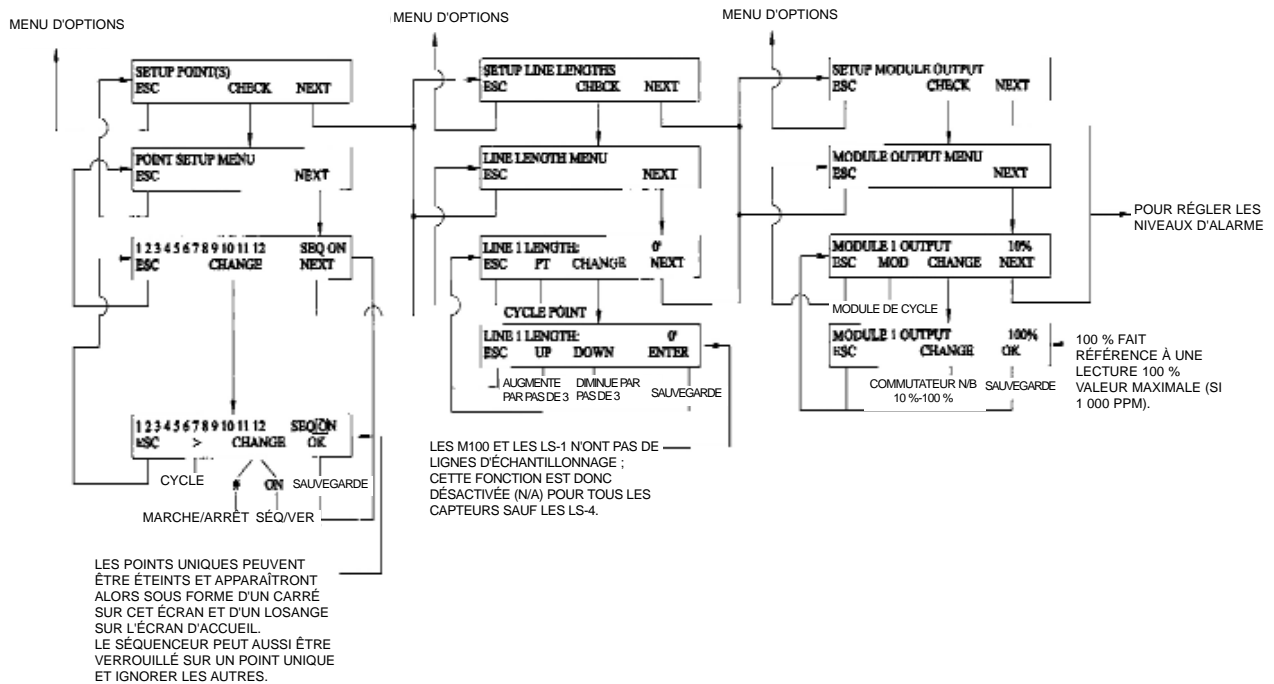 MENU D'OPTIONS
SETUP POINT(S)
ESC CHECK NEXT
POINT SETUP MENU
ESC NEXT
1 2 3 4 5 6 7 8 9 10 11 12 SEQ ON
ESC CHANGE NEXT
1 2 3 4 5 6 7 8 9 10 11 12 SEQ ON
ESC > CHANGE OK
CYCLE
# ON SAUVEGARDE
MARCHE/ARRÊT SÉQ/VER
LES POINTS UNIQUES PEUVENT
ÊTRE ÉTEINTS ET APPARAÎTRONT
ALORS SOUS FORME D'UN CARRÉ
SUR CET ÉCRAN ET D'UN LOSANGE
SUR L'ÉCRAN D'ACCUEIL.
LE SÉQUENCEUR PEUT AUSSI ÊTRE
VERROUILLÉ SUR UN POINT UNIQUE
ET IGNORER LES AUTRES.
MENU D'OPTIONS
SETUP LINE LENGTHS
ESC CHECK NEXT
LINE LENGTH MENU
ESC NEXT
LINE 1 LENGTH: 0'
ESC PT CHANGE NEXT
CYCLE POINT
LINE 1 LENGTH: 0'
ESC UP DOWN ENTER
AUGMENTE
PAR PAS DE 3
DIMINUE PAR
PAS DE 3
SAUVEGARDE
LES M100 ET LES LS-1 N'ONT PAS DE
LIGNES D'ÉCHANTILLONNAGE ;
CETTE FONCTION EST DONC
DÉSACTIVÉE (N/A) POUR TOUS LES
CAPTEURS SAUF LES LS-4.
MENU D'OPTIONS
SETUP MODULE OUTPUT
ESC CHECK NEXT
MODULE OUTPUT MENU
ESC NEXT
POUR RÉGLER LES
NIVEAUX D'ALARME
MODULE 1 OUTPUT 10%
ESC MOD CHANGE NEXT
MODULE DE CYCLE
MODULE 1 OUTPUT 100%
ESC CHANGE OK
COMMUTATEUR N/B
10 %-100 %
SAUVEGARDE
100 % FAIT
RÉFÉRENCE À UNE
LECTURE 100 %
VALEUR MAXIMALE (SI
1 000 PPM).